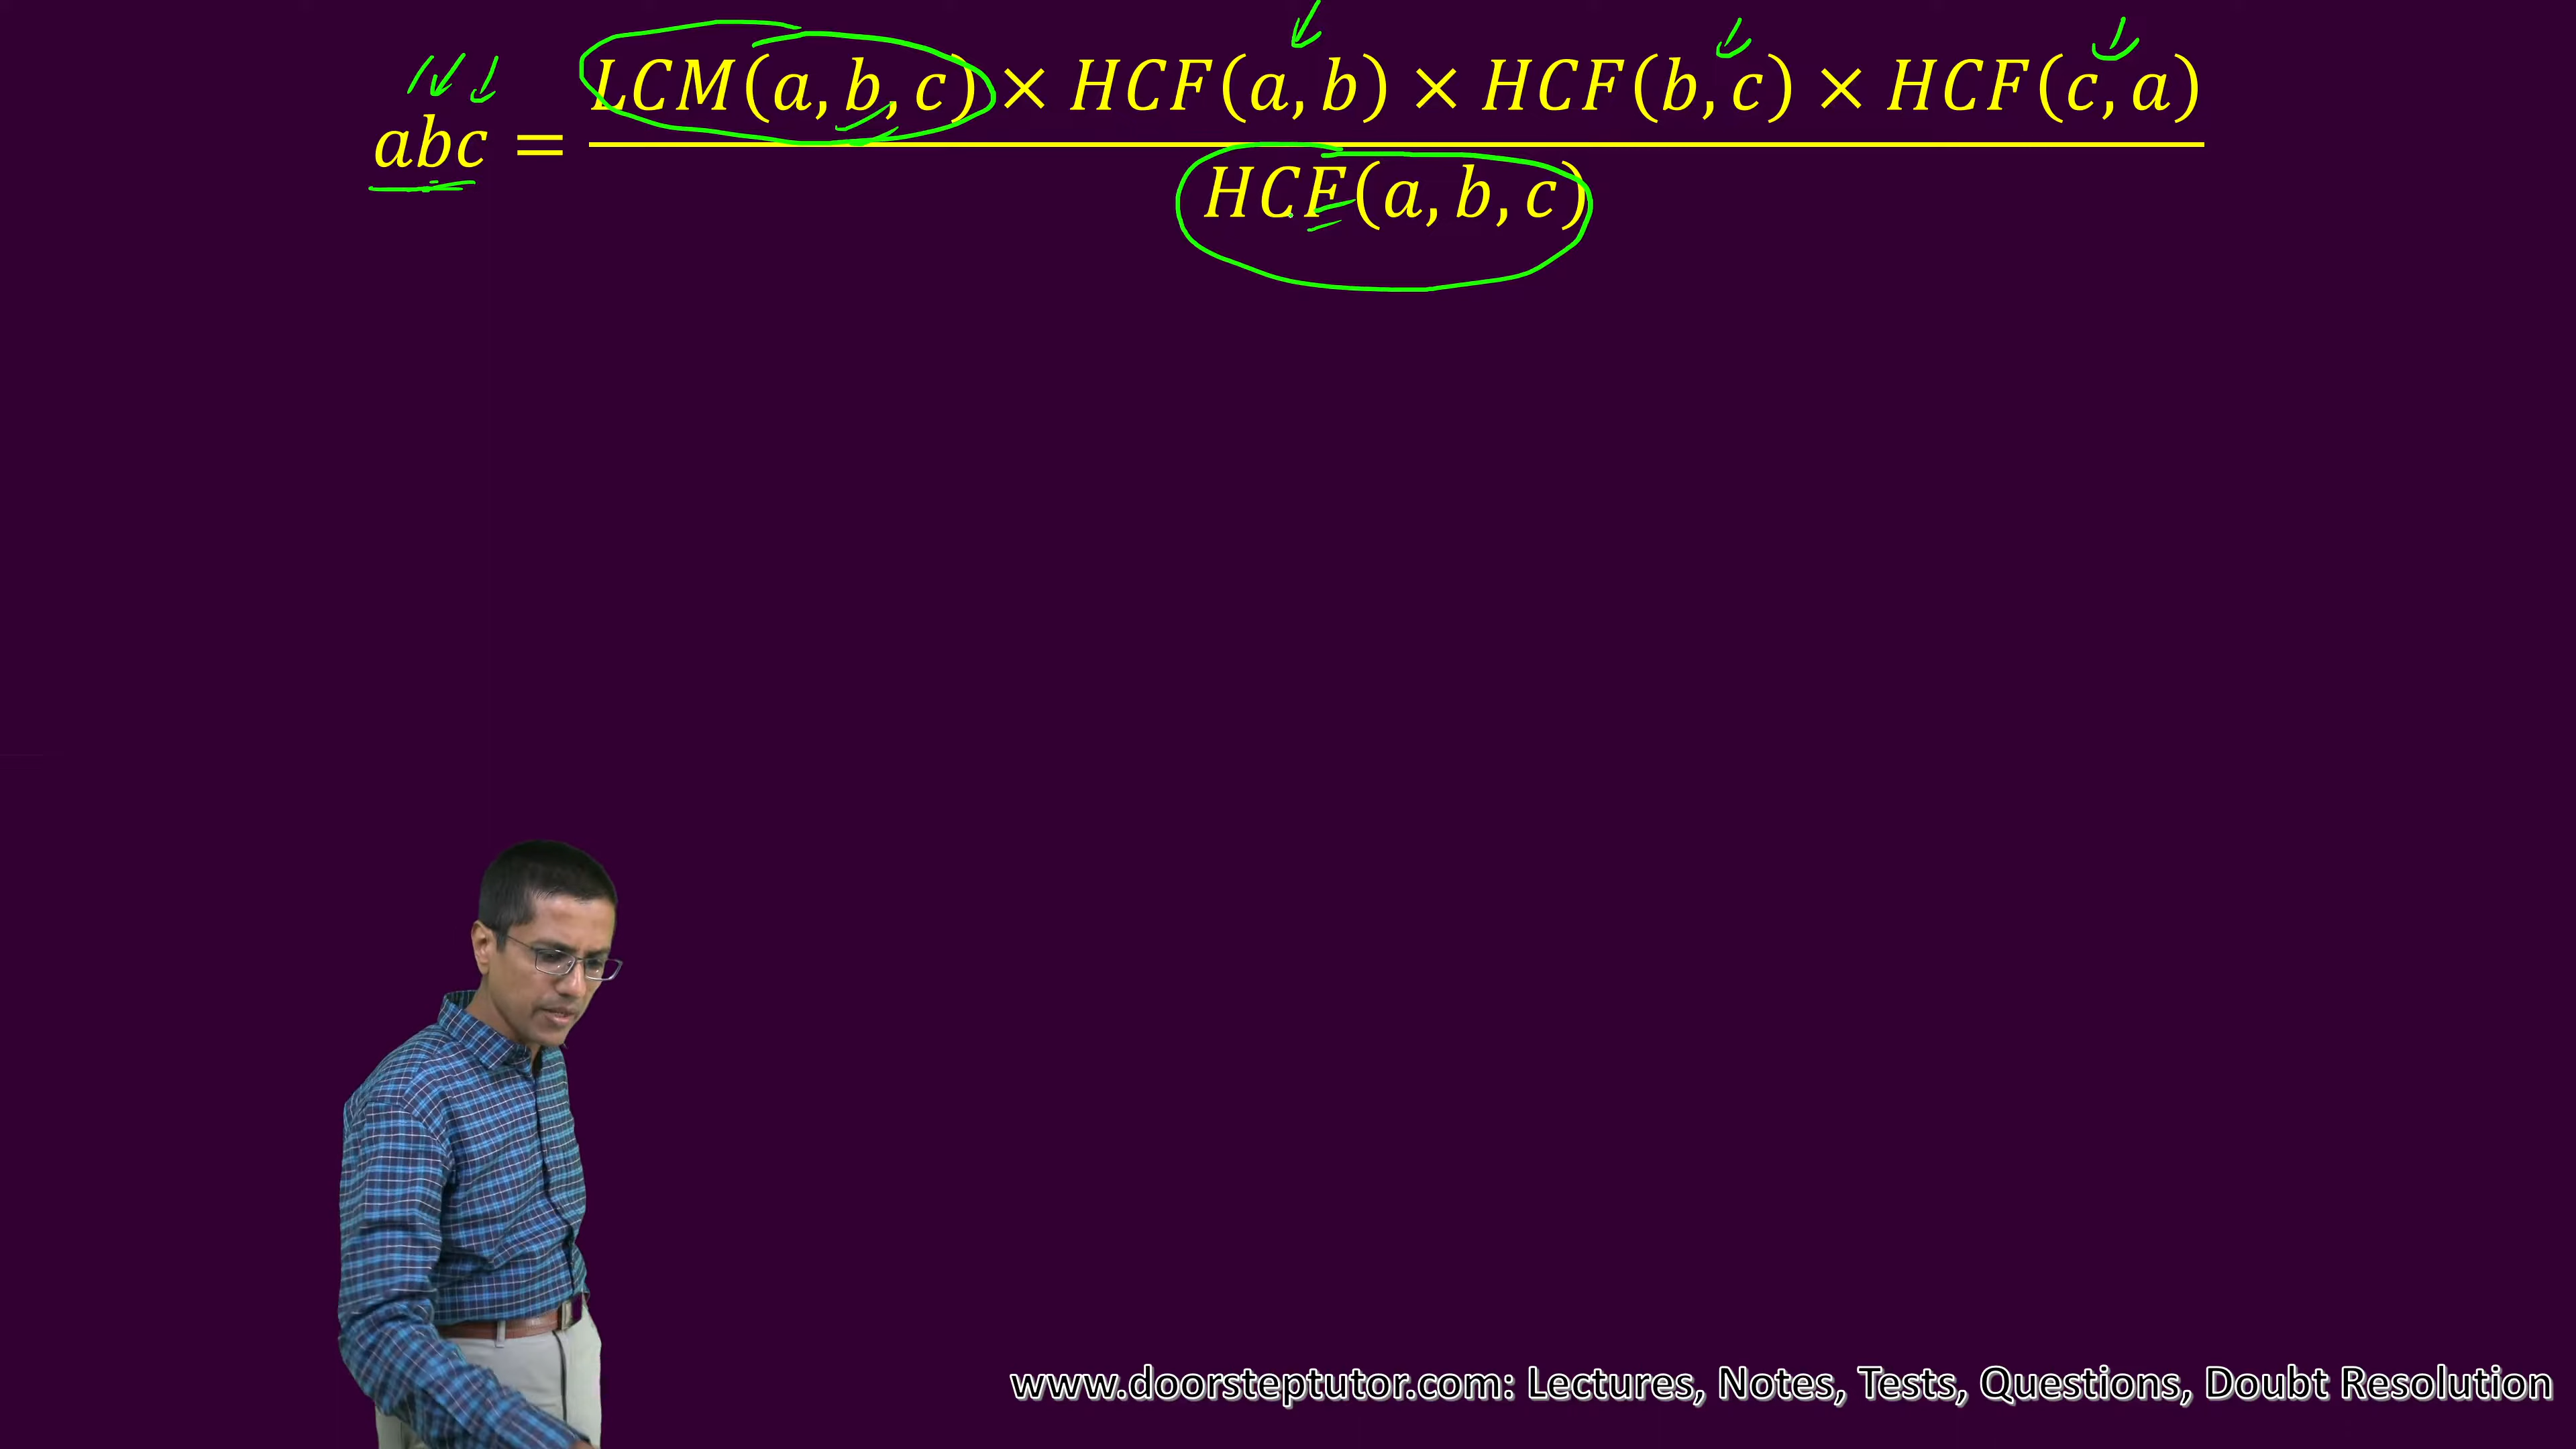 abc = LCM(a, b, c) × HCF(a, b) × HCF(b, c) × HCF(c, a)
HCF(a, b, c)
www.doorsteptutor.com: Lectures, Notes, Tests, Questions, Doubt Resolution